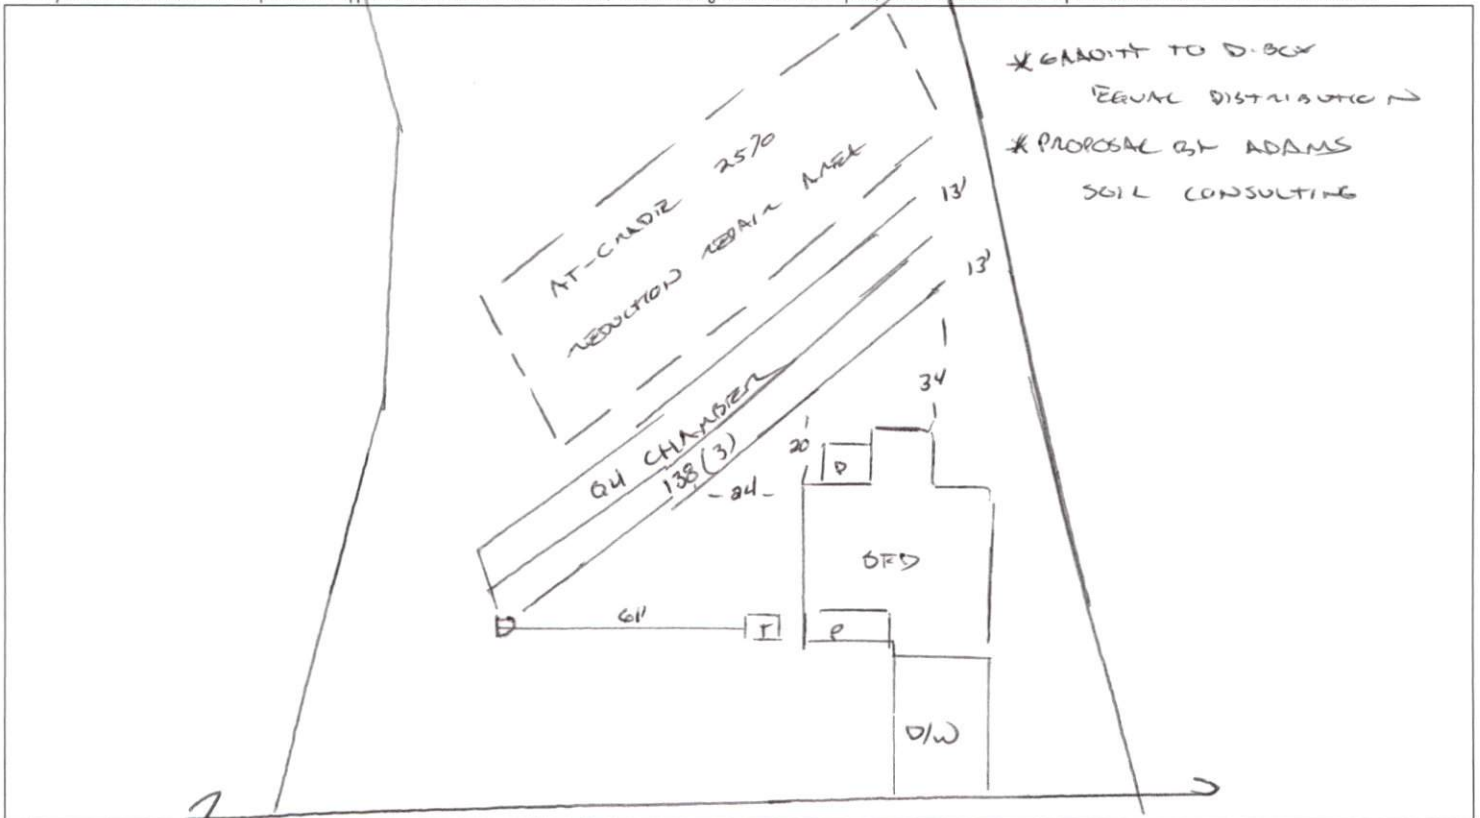 * GRAVITY TO D-BOX
EQUAL DISTRIBUTION
* PROPOSAL BY ADAMS
SOIL CONSULTING
AT-GRADE 25%
REDUCTION REPAIR AREA
13'
13'
34
20
D
Q4 CHAMBER
138(3)
-24-
SFD
D
61'
T
P
D/W